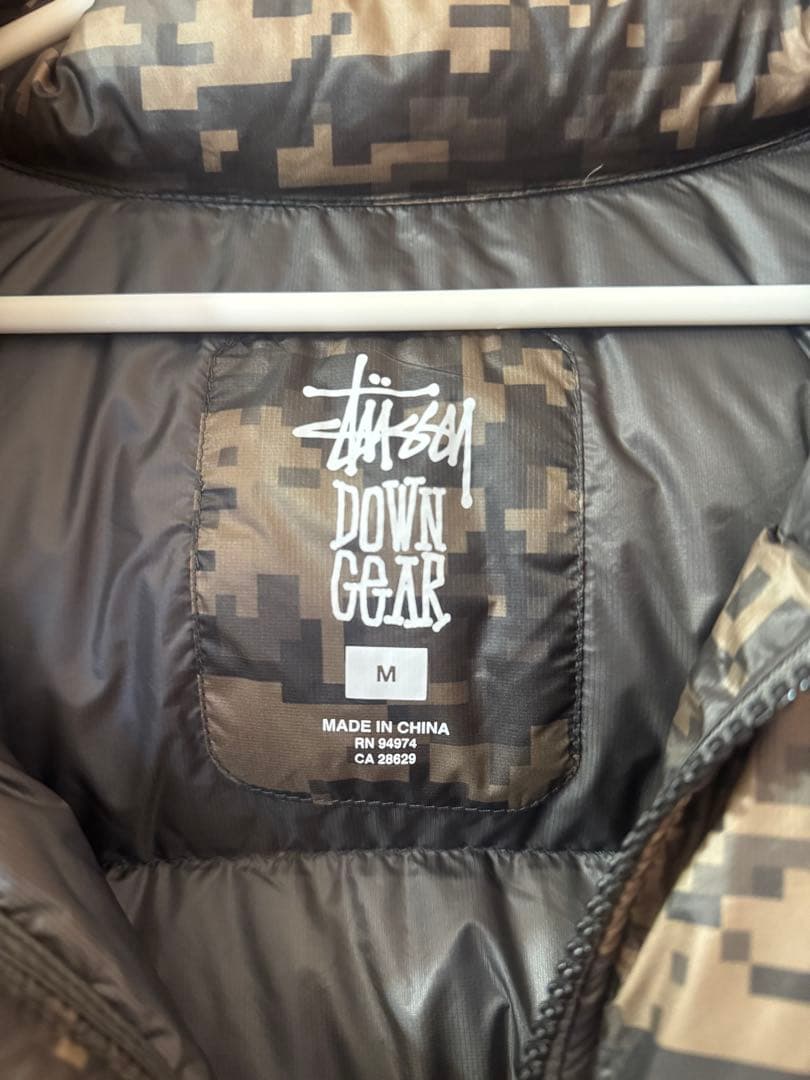 Stüssy
DOWN
GEAR
M
MADE IN CHINA
RN 94974
CA 28629